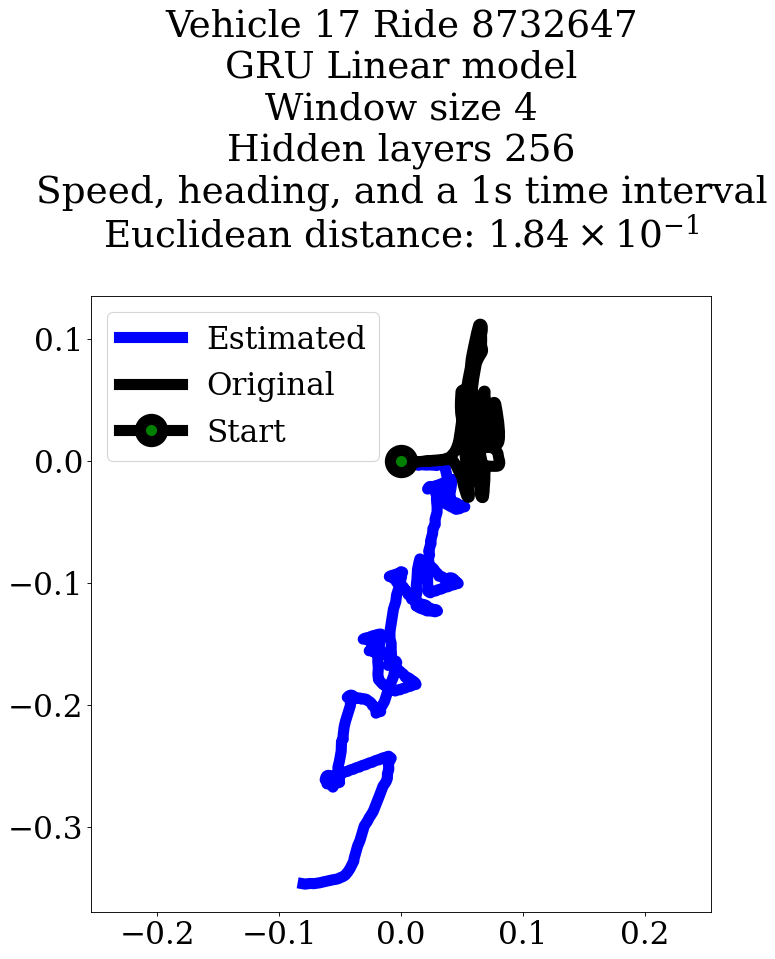 Vehicle 17 Ride 8732647
GRU Linear model
Window size 4
Hidden layers 256
Speed, heading, and a 1s time interval
Euclidean distance: 1.84 × 10⁻¹
Estimated
Original
Start
0.1
0.0
−0.1
−0.2
−0.3
−0.2
−0.1
0.0
0.1
0.2